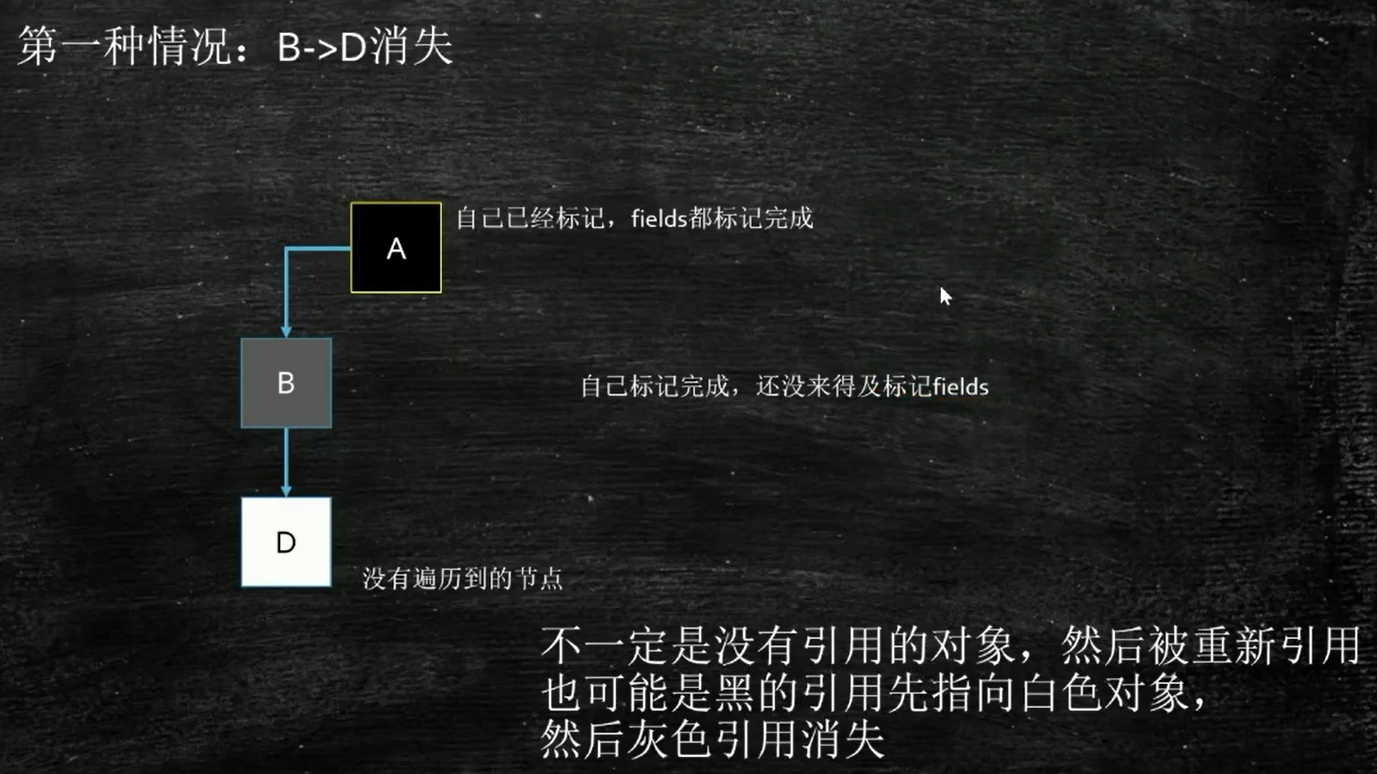 第一种情况：B->D消失
A
自己已经标记，fields都标记完成
B
自己标记完成，还没来得及标记fields
D
没有遍历到的节点
不一定是没有引用的对象，然后被重新引用
也可能是黑的引用先指向白色对象，
然后灰色引用消失